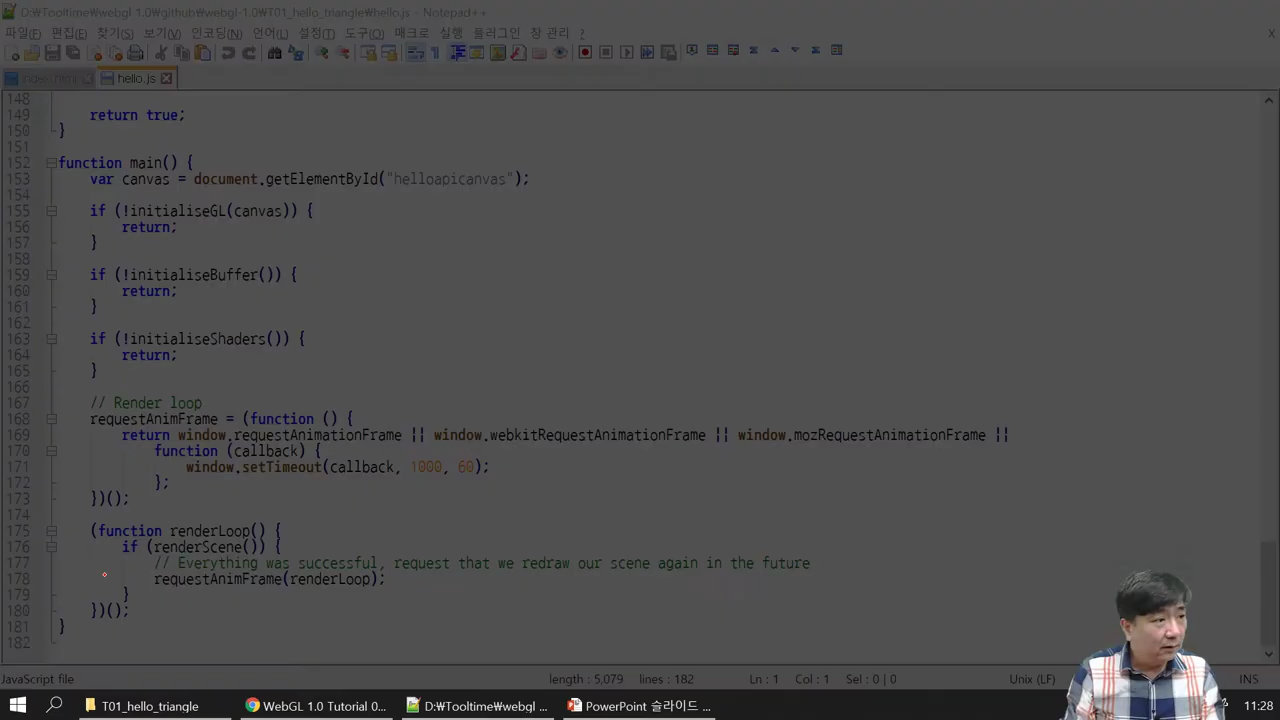 D:\Tooltime\webgl 1.0\github\webgl-1.0\T01_hello_triangle\hello.js - Notepad++
파일(F) 편집(E) 찾기(S) 보기(V) 인코딩(N) 언어(L) 설정(T) 도구(O) 매크로 실행 플러그인 창 관리 ? X
index.html hello.js
148
149 return true;
150 }
151
152 function main() {
153 var canvas = document.getElementById("helloapicanvas");
154
155 if (!initialiseGL(canvas)) {
156 return;
157 }
158
159 if (!initialiseBuffer()) {
160 return;
161 }
162
163 if (!initialiseShaders()) {
164 return;
165 }
166
167 // Render loop
168 requestAnimFrame = (function () {
169 return window.requestAnimationFrame || window.webkitRequestAnimationFrame || window.mozRequestAnimationFrame ||
170 function (callback) {
171 window.setTimeout(callback, 1000, 60);
172 };
173 })();
174
175 (function renderLoop() {
176 if (renderScene()) {
177 // Everything was successful, request that we redraw our scene again in the future
178 requestAnimFrame(renderLoop);
179 }
180 })();
181 }
182
JavaScript file length : 5,079 lines : 182 Ln : 1 Col : 1 Sel : 0 | 0 Unix (LF) INS
T01_hello_triangle WebGL 1.0 Tutorial 0... D:\Tooltime\webgl ... PowerPoint 슬라이드 ... 11:28